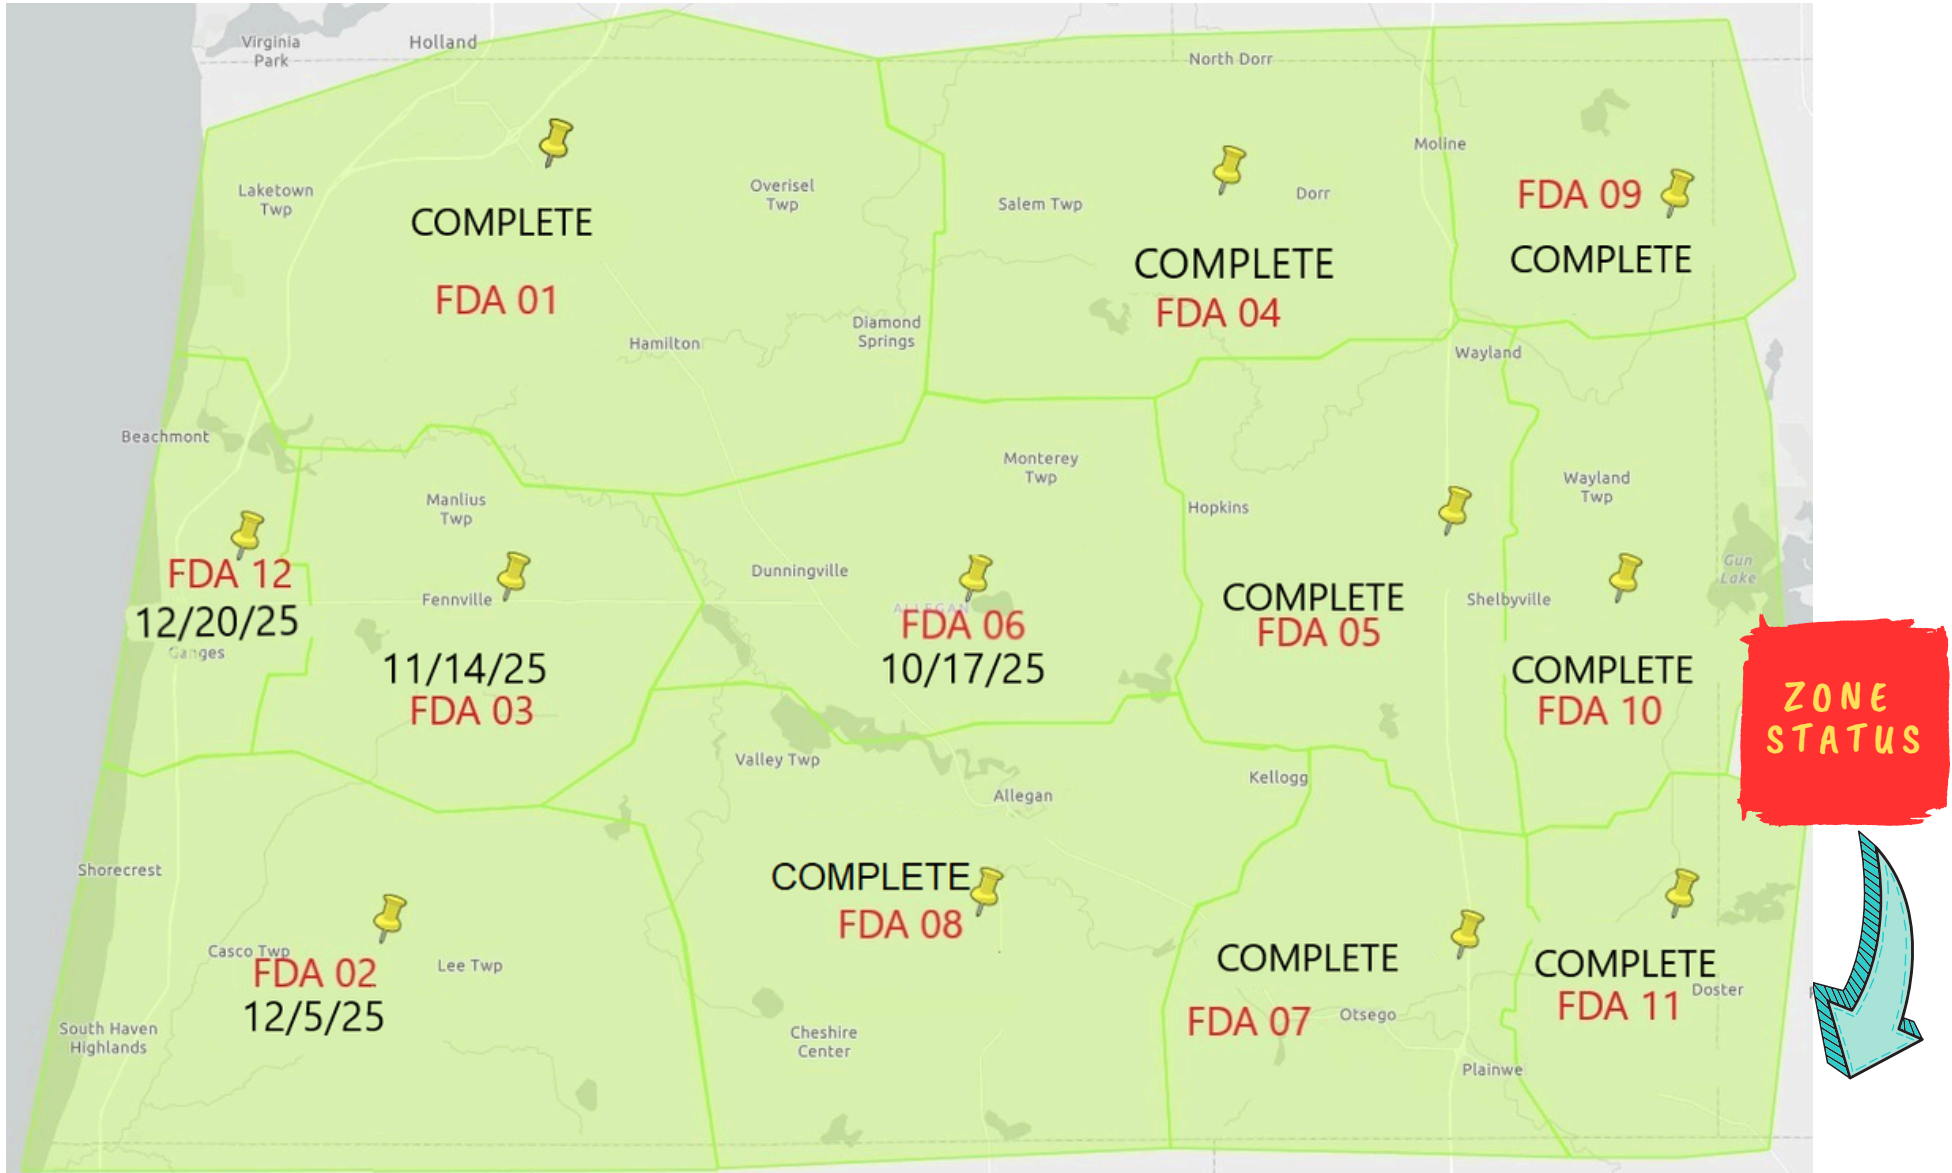 Virginia
Park
Holland
North Dorr
Moline
Laketown
Twp
Overisel
Twp
Salem Twp
Dorr
FDA 09
COMPLETE
COMPLETE
FDA 01
COMPLETE
FDA 04
Hamilton
Diamond
Springs
Wayland
Beachmont
Monterey
Twp
Manlius
Twp
Hopkins
Wayland
Twp
FDA 12
12/20/25
Ganges
Fennville
11/14/25
FDA 03
Dunningville
ALLEGAN
FDA 06
10/17/25
COMPLETE
FDA 05
Shelbyville
Gun
Lake
COMPLETE
FDA 10
ZONE
STATUS
Valley Twp
Allegan
Kellogg
Shorecrest
COMPLETE
FDA 08
Casco Twp
FDA 02
12/5/25
Lee Twp
COMPLETE
FDA 07
Otsego
COMPLETE
FDA 11
Doster
South Haven
Highlands
Cheshire
Center
Plainwe